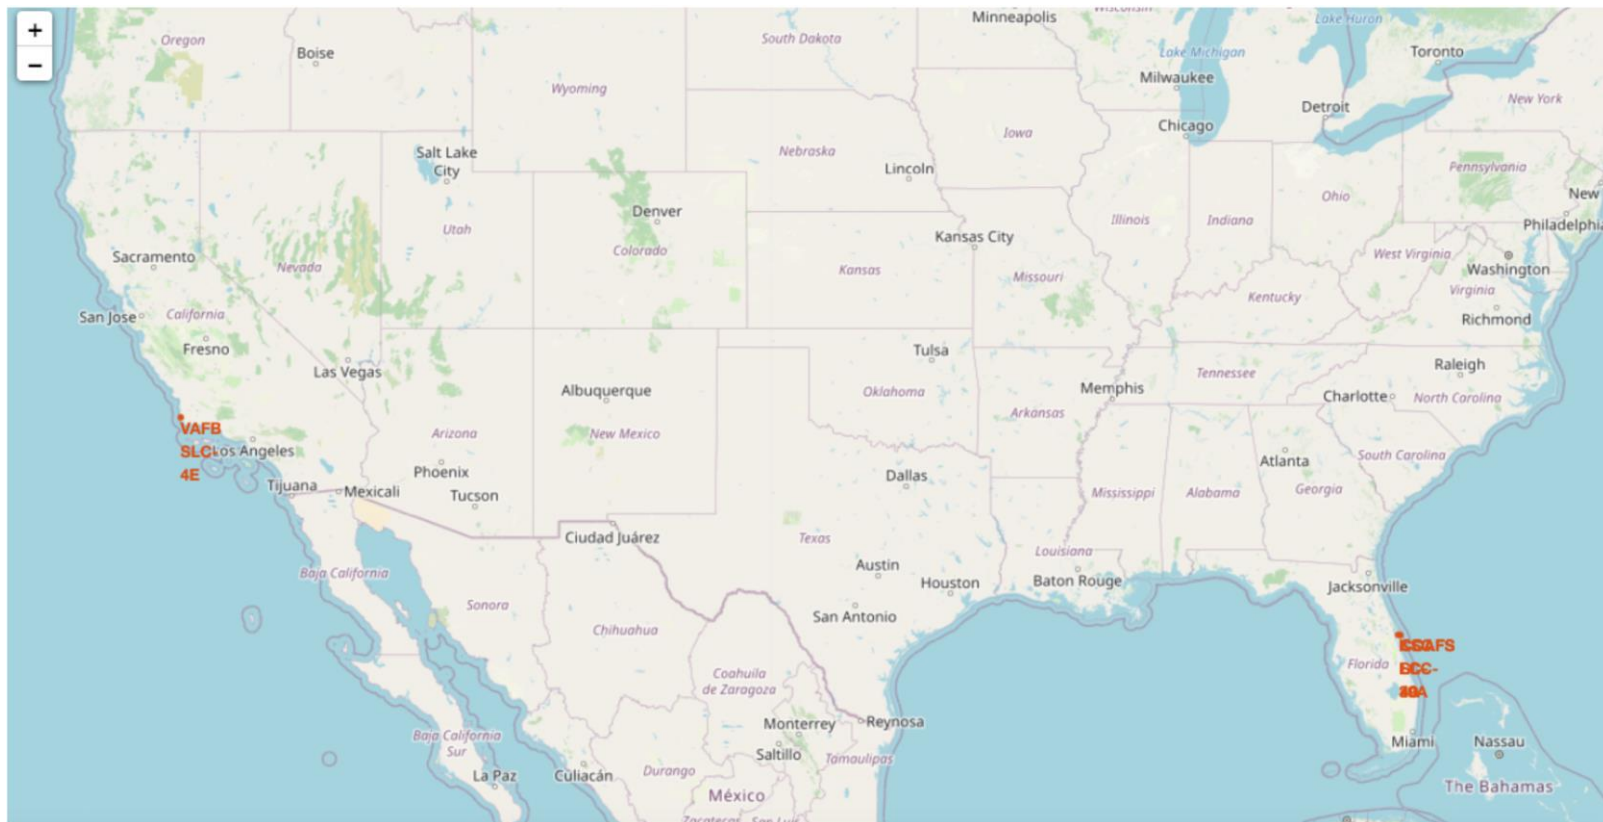 +
−
Minneapolis
Lake Huron
Oregon
Boise
South Dakota
Lake Michigan
Toronto
Milwaukee
Wyoming
New York
Detroit
Iowa
Chicago
Salt Lake
City
Nebraska
Lincoln
Pennsylvania
New
Ohio
Denver
Illinois
Indiana
Philadelphia
Utah
Kansas City
Colorado
West Virginia
Sacramento
Nevada
Kansas
Missouri
Washington
Virginia
Kentucky
San Jose
California
Richmond
Fresno
Tulsa
Raleigh
Las Vegas
Tennessee
Albuquerque
Oklahoma
Memphis
Charlotte
North Carolina
Arkansas
VAFB
SLC-
4E
Los Angeles
Arizona
New Mexico
South Carolina
Atlanta
Phoenix
Dallas
Tijuana
Mexicali
Tucson
Mississippi
Alabama
Georgia
Ciudad Juárez
Texas
Louisiana
Austin
Baja California
Houston
Baton Rouge
Jacksonville
Sonora
San Antonio
Chihuahua
Florida
Coahuila
de Zaragoza
Monterrey
Reynosa
Baja California
Sur
Saltillo
Tamaulipas
Miami
Nassau
La Paz
Culiacán
Durango
The Bahamas
México